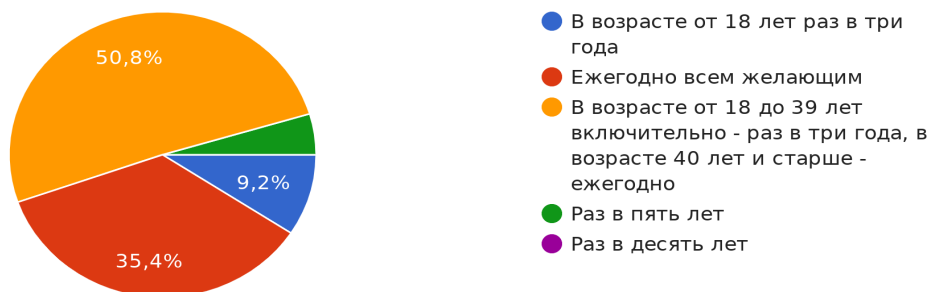 50,8%
9,2%
35,4%
В возрасте от 18 лет раз в три
года
Ежегодно всем желающим
В возрасте от 18 до 39 лет
включительно - раз в три года, в
возрасте 40 лет и старше -
ежегодно
Раз в пять лет
Раз в десять лет